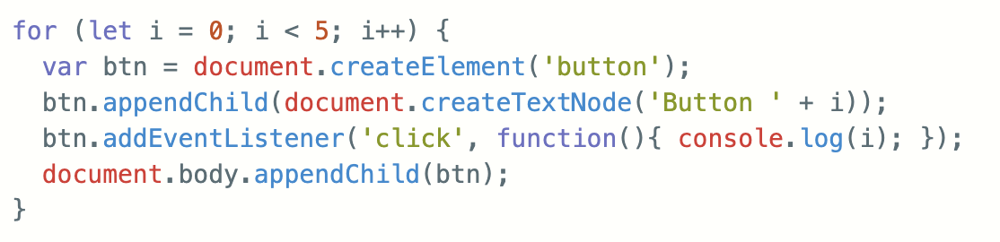 for (let i = 0; i < 5; i++) {
  var btn = document.createElement('button');
  btn.appendChild(document.createTextNode('Button ' + i));
  btn.addEventListener('click', function(){ console.log(i); });
  document.body.appendChild(btn);
}